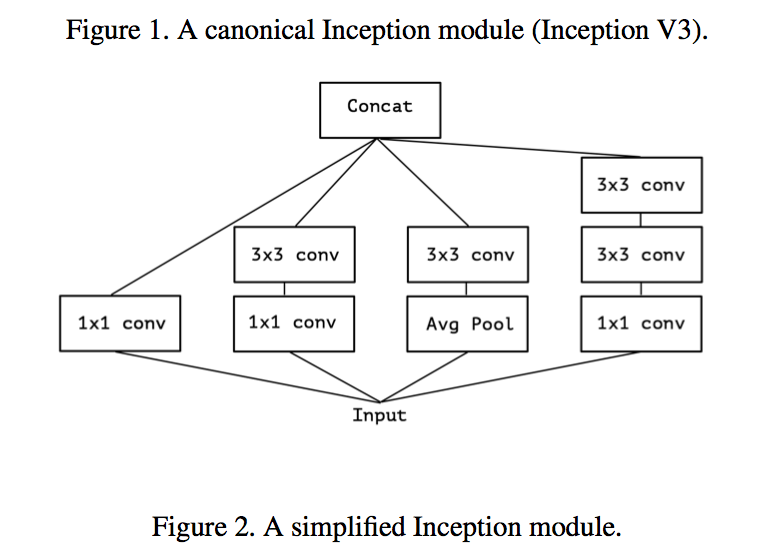 Figure 1. A canonical Inception module (Inception V3).
Concat
3x3 conv
3x3 conv
3x3 conv
3x3 conv
1x1 conv
1x1 conv
Avg Pool
1x1 conv
Input
Figure 2. A simplified Inception module.